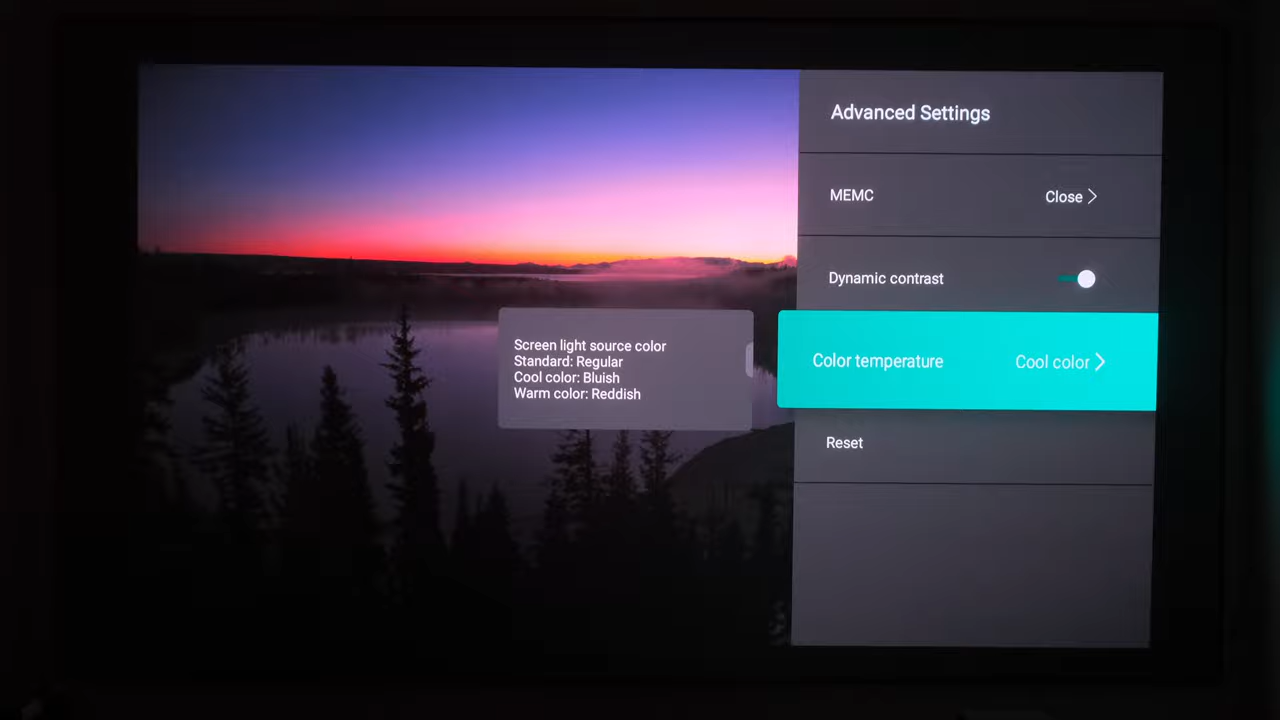 Advanced Settings
MEMC
Close
Dynamic contrast
Screen light source color
Standard: Regular
Cool color: Bluish
Warm color: Reddish
Color temperature
Cool color
Reset